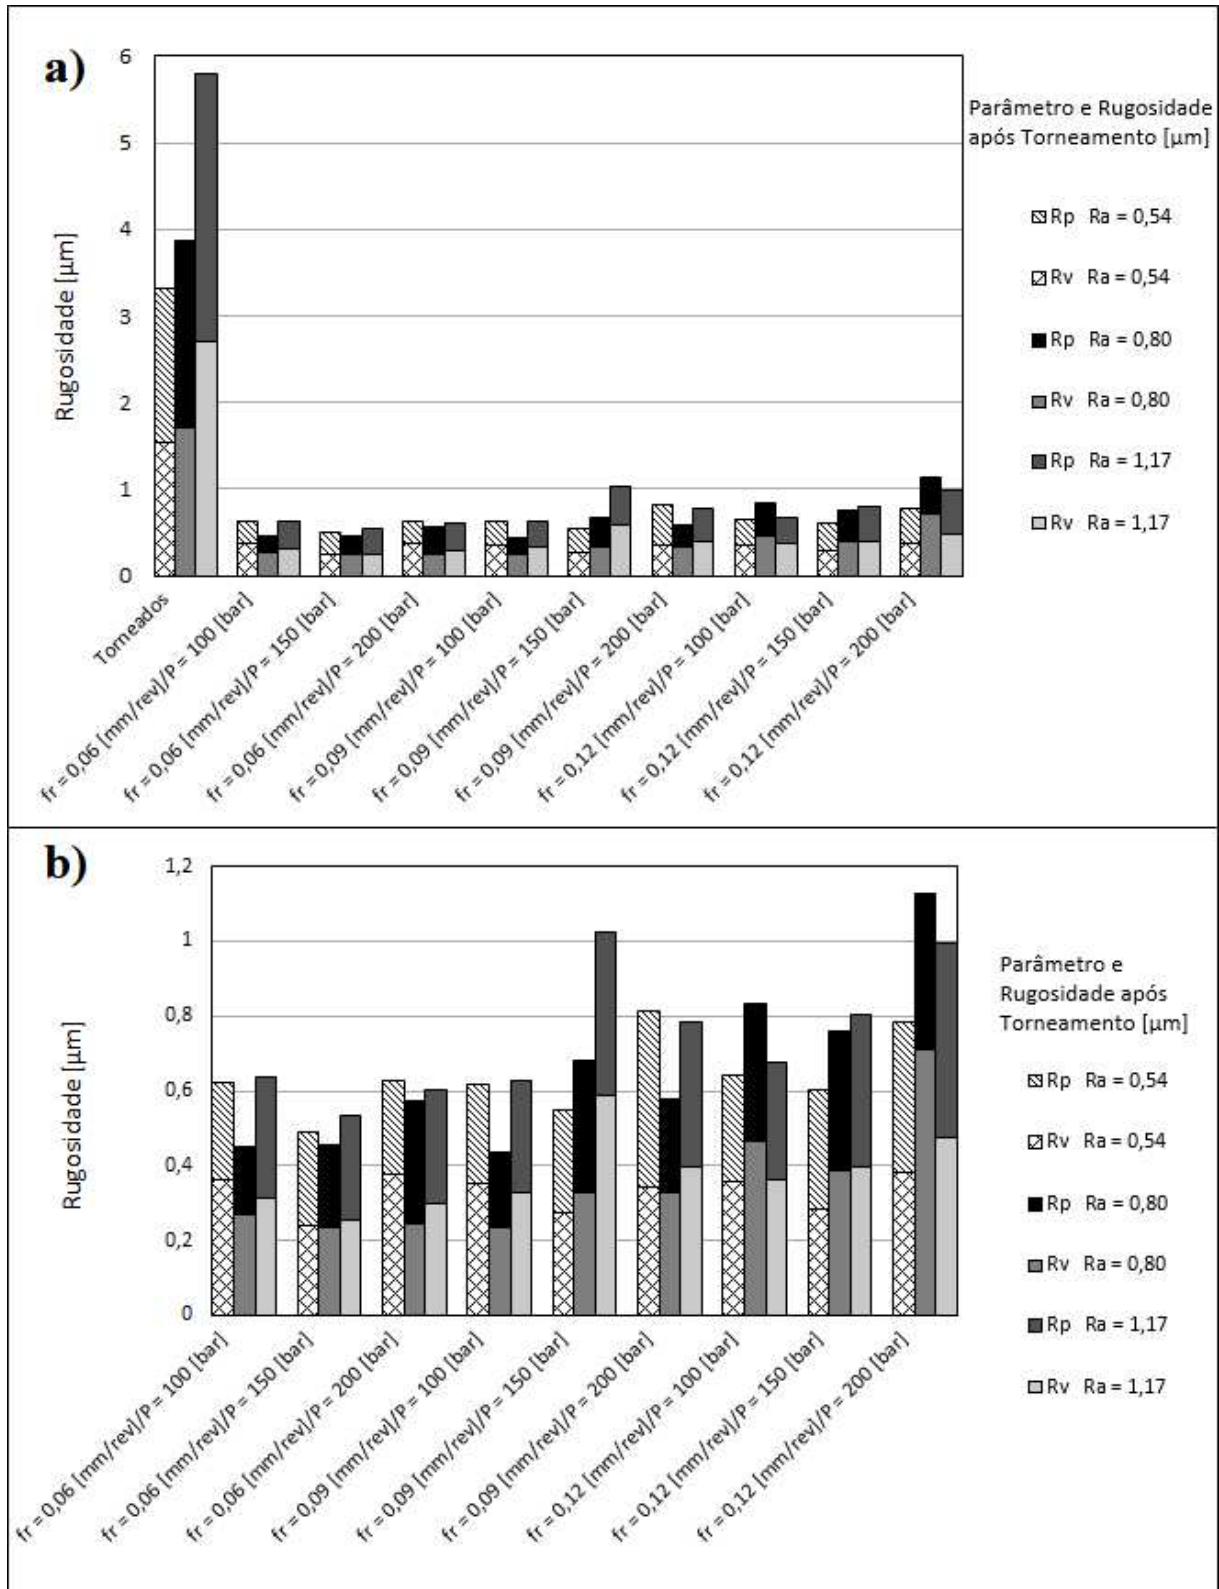 a)
6
5
4
3
2
1
0
Rugosidade [µm]
Torneados
fr = 0,06 [mm/rev]/P = 100 [bar]
fr = 0,06 [mm/rev]/P = 150 [bar]
fr = 0,06 [mm/rev]/P = 200 [bar]
fr = 0,09 [mm/rev]/P = 100 [bar]
fr = 0,09 [mm/rev]/P = 150 [bar]
fr = 0,09 [mm/rev]/P = 200 [bar]
fr = 0,12 [mm/rev]/P = 100 [bar]
fr = 0,12 [mm/rev]/P = 150 [bar]
fr = 0,12 [mm/rev]/P = 200 [bar]
Parâmetro e Rugosidade
após Torneamento [µm]
Rp Ra = 0,54
Rv Ra = 0,54
Rp Ra = 0,80
Rv Ra = 0,80
Rp Ra = 1,17
Rv Ra = 1,17
b)
1,2
1
0,8
0,6
0,4
0,2
0
Rugosidade [µm]
fr = 0,06 [mm/rev]/P = 100 [bar]
fr = 0,06 [mm/rev]/P = 150 [bar]
fr = 0,06 [mm/rev]/P = 200 [bar]
fr = 0,09 [mm/rev]/P = 100 [bar]
fr = 0,09 [mm/rev]/P = 150 [bar]
fr = 0,09 [mm/rev]/P = 200 [bar]
fr = 0,12 [mm/rev]/P = 100 [bar]
fr = 0,12 [mm/rev]/P = 150 [bar]
fr = 0,12 [mm/rev]/P = 200 [bar]
Parâmetro e
Rugosidade após
Torneamento [µm]
Rp Ra = 0,54
Rv Ra = 0,54
Rp Ra = 0,80
Rv Ra = 0,80
Rp Ra = 1,17
Rv Ra = 1,17